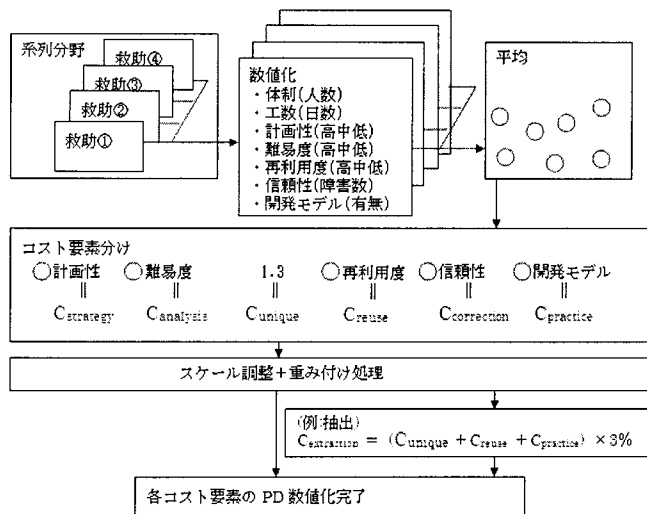 系列分野
救助④
救助③
救助②
救助①
数値化
・体制(人数)
・工数(日数)
・計画性(高中低)
・難易度(高中低)
・再利用度(高中低)
・信頼性(障害数)
・開発モデル(有無)
平均
コスト要素分け
○計画性 ○難易度 1.3 ○再利用度 ○信頼性 ○開発モデル
|| || || || || ||
Cstrategy Canalysis Cunique Creuse Ccorrection Cpractice
スケール調整+重み付け処理
(例:抽出)
Cextraction = (Cunique + Creuse + Cpractice) × 3%
各コスト要素の PD 数値化完了